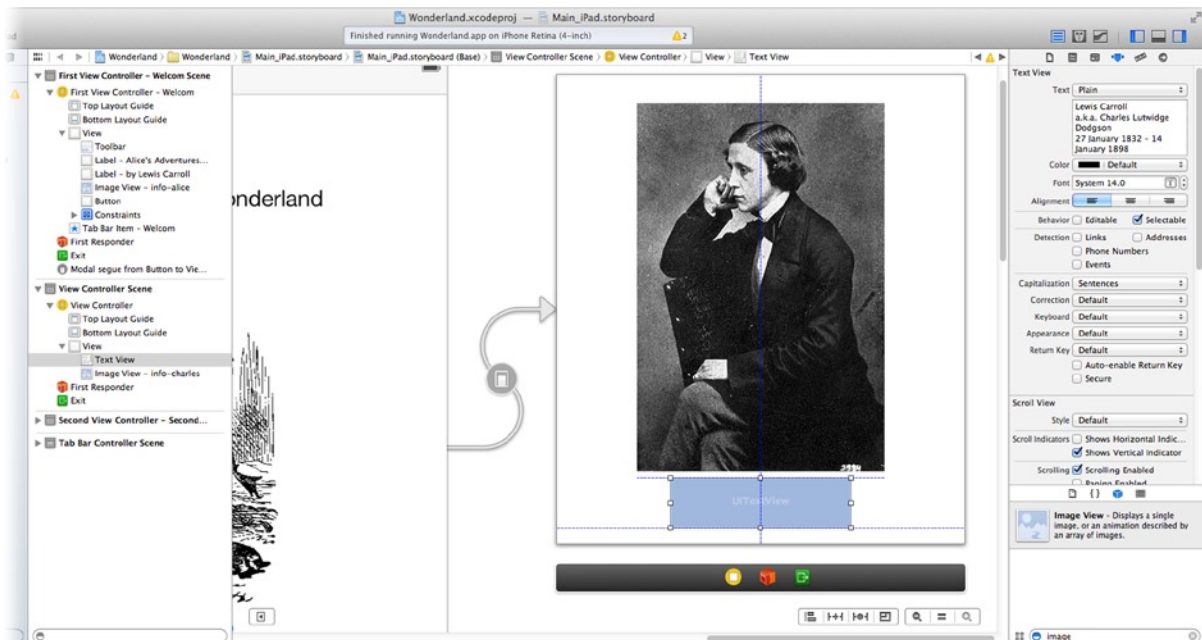 Wonderland.xcodeproj — Main_iPad.storyboard
Finished running Wonderland.app on iPhone Retina (4-inch)
2
Wonderland
Wonderland
Main_iPad.storyboard
Main_iPad.storyboard (Base)
View Controller Scene
View Controller
View
Text View
First View Controller – Welcom Scene
First View Controller – Welcom
Top Layout Guide
Bottom Layout Guide
View
Toolbar
Label – Alice's Adventures...
Label – by Lewis Carroll
Image View – info-alice
Button
Constraints
Tab Bar Item – Welcom
First Responder
Exit
Modal segue from Button to Vie...
View Controller Scene
View Controller
Top Layout Guide
Bottom Layout Guide
View
Text View
Image View – info-charles
First Responder
Exit
Second View Controller – Second...
Tab Bar Controller Scene
onderland
UITextView
Text View
Text Plain
Lewis Carroll
a.k.a. Charles Lutwidge
Dodgson
27 January 1832 - 14
January 1898
Color Default
Font System 14.0
Alignment
Behavior Editable Selectable
Detection Links Addresses
Phone Numbers
Events
Capitalization Sentences
Correction Default
Keyboard Default
Appearance Default
Return Key Default
Auto-enable Return Key
Secure
Scroll View
Style Default
Scroll Indicators Shows Horizontal Indic...
Shows Vertical Indicator
Scrolling Scrolling Enabled
Paging Enabled
Image View – Displays a single
image, or an animation described by
an array of images.
image